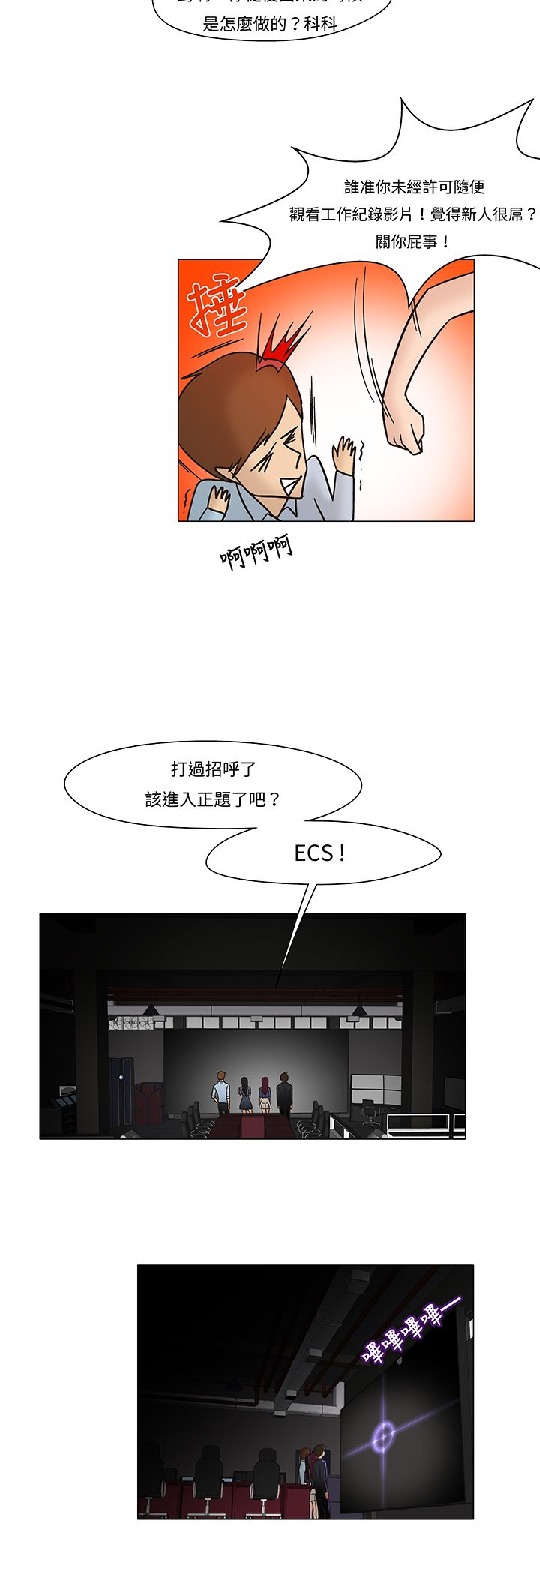 是怎麼做的？科科
誰准你未經許可隨便
觀看工作紀錄影片！覺得新人很屌？
關你屁事！
捶
啊啊啊
打過招呼了
該進入正題了吧？
ECS！
嗶嗶嗶嗶—